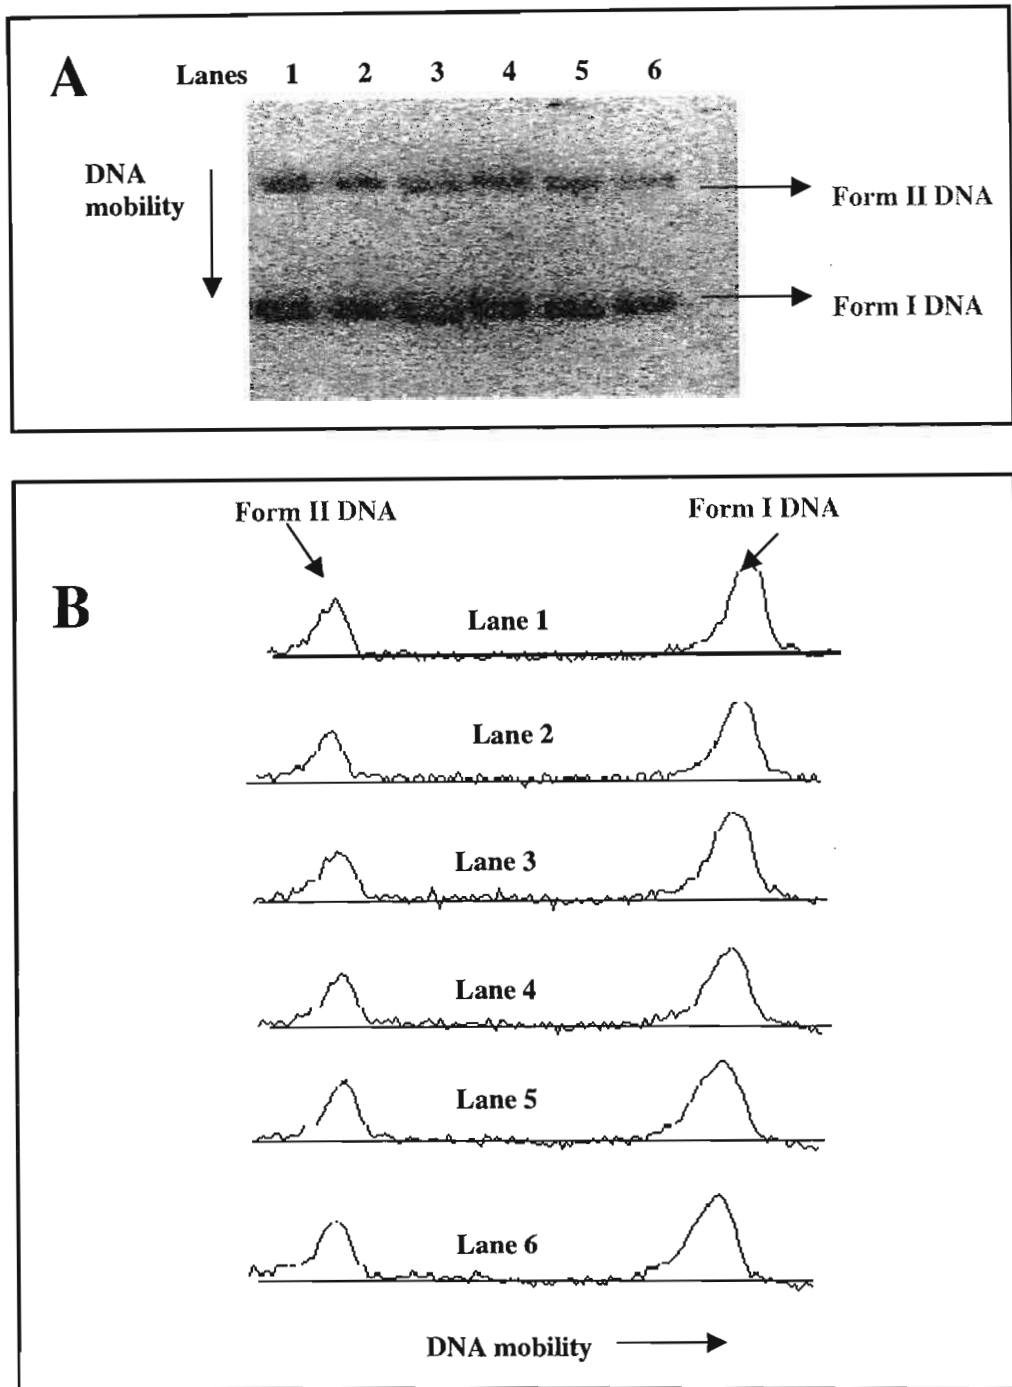 A
Lanes 1 2 3 4 5 6
DNA
mobility
Form II DNA
Form I DNA
B
Form II DNA
Form I DNA
Lane 1
Lane 2
Lane 3
Lane 4
Lane 5
Lane 6
DNA mobility